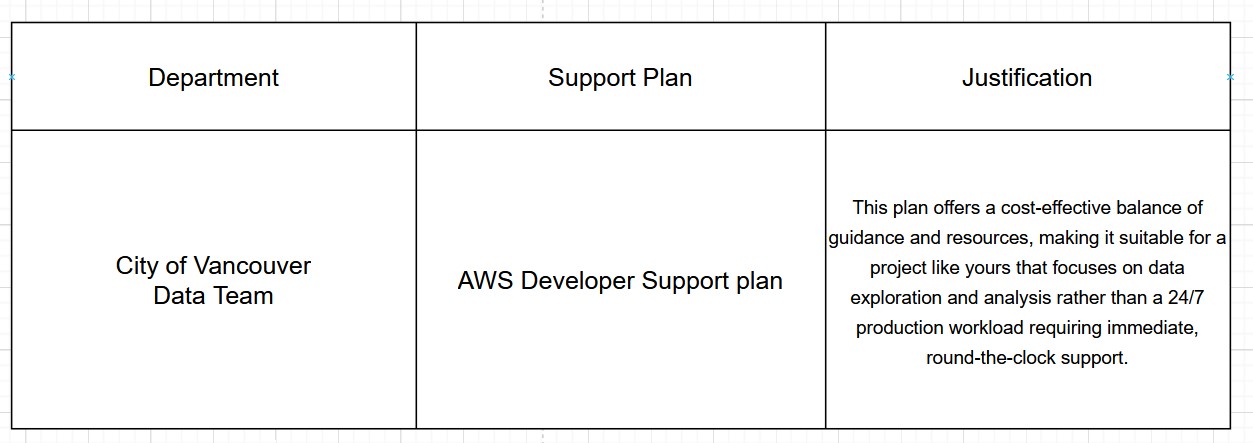 Department
Support Plan
Justification
City of Vancouver
Data Team
AWS Developer Support plan
This plan offers a cost-effective balance of
guidance and resources, making it suitable for a
project like yours that focuses on data
exploration and analysis rather than a 24/7
production workload requiring immediate,
round-the-clock support.